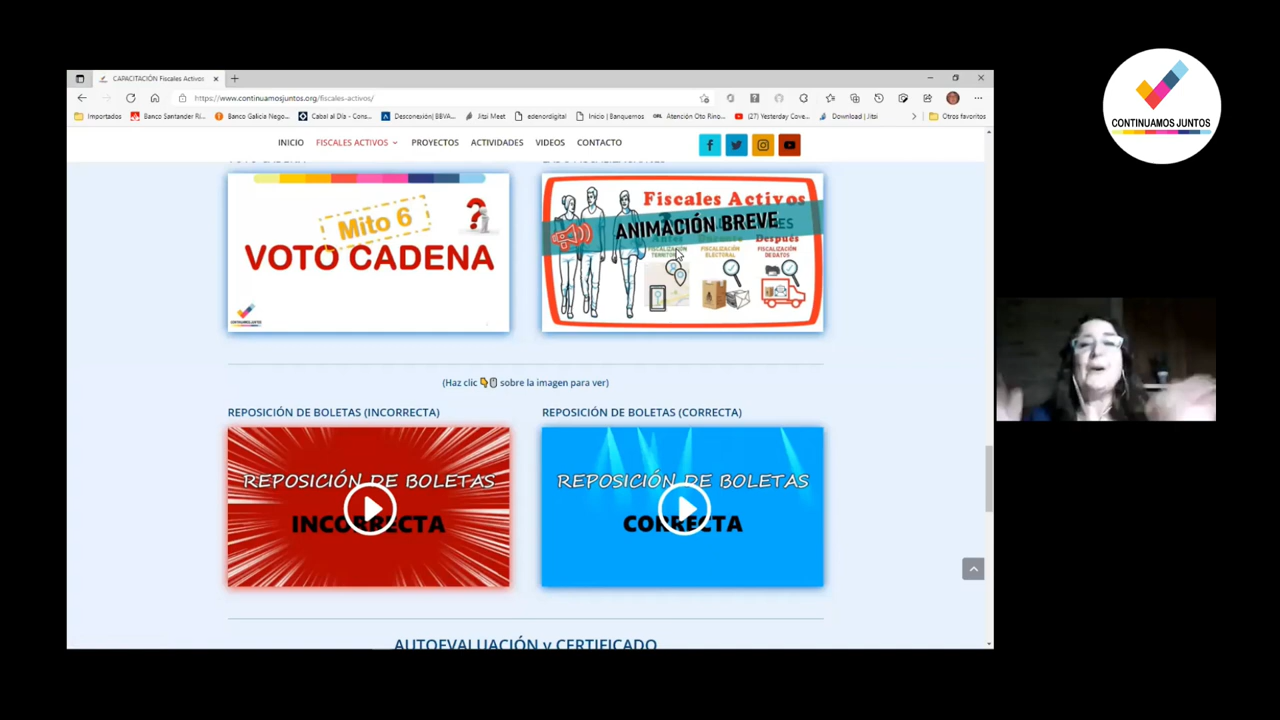 CAPACITACIÓN Fiscales Activos
https://www.continuamosjuntos.org/fiscales-activos/
Importados
Banco Santander Rí...
Banco Galicia Nego...
Cabal al Día - Cons...
Desconexión| BBVA...
Jitsi Meet
edenordigital
Inicio | Banquemos
Atención Oto Rino...
(27) Yesterday Cove...
Download | Jitsi
Otros favoritos
CONTINUAMOS JUNTOS
INICIO
FISCALES ACTIVOS
PROYECTOS
ACTIVIDADES
VIDEOS
CONTACTO
VOTO CADENA
Mito 6
VOTO CADENA
CONTINUAMOS JUNTOS
Fiscales Activos
ANIMACIÓN BREVE
Después
FISCALIZACIÓN
ELECTORAL
FISCALIZACIÓN
DE DATOS
(Haz clic sobre la imagen para ver)
REPOSICIÓN DE BOLETAS (INCORRECTA)
REPOSICIÓN DE BOLETAS (CORRECTA)
REPOSICIÓN DE BOLETAS
INCORRECTA
REPOSICIÓN DE BOLETAS
CORRECTA
AUTOEVALUACIÓN y CERTIFICADO